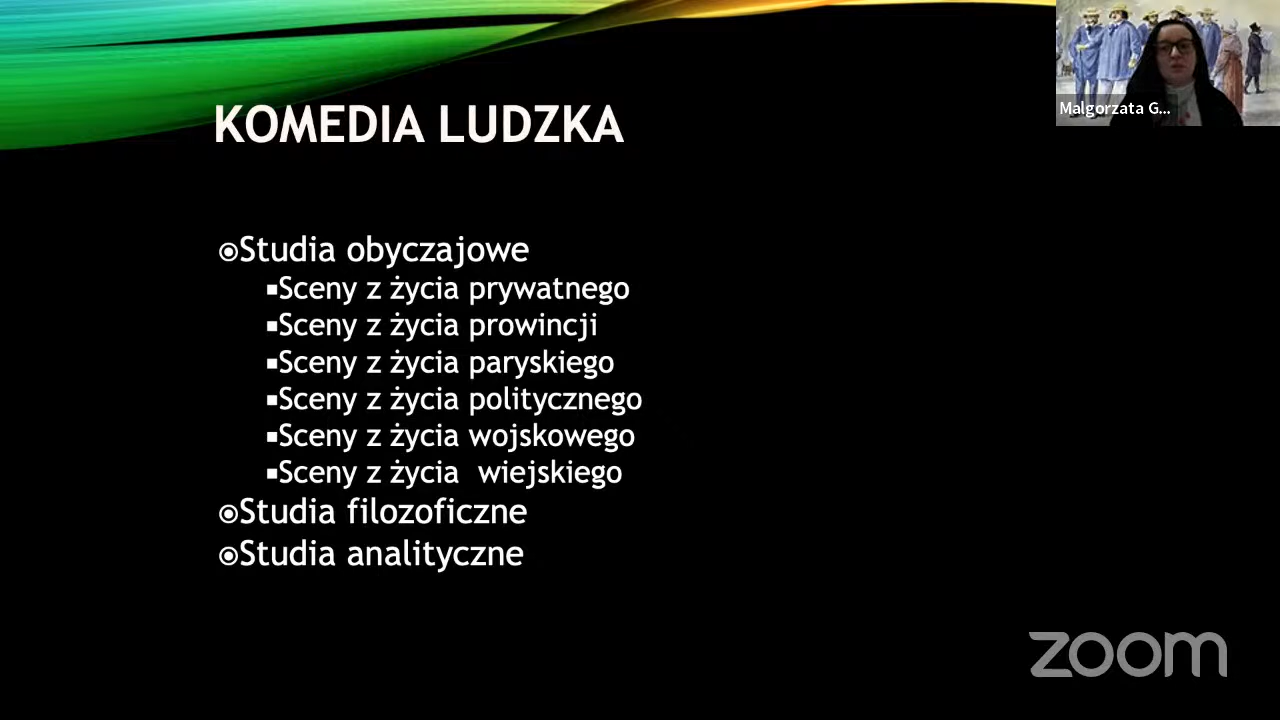 KOMEDIA LUDZKA
Studia obyczajowe
Sceny z życia prywatnego
Sceny z życia prowincji
Sceny z życia paryskiego
Sceny z życia politycznego
Sceny z życia wojskowego
Sceny z życia wiejskiego
Studia filozoficzne
Studia analityczne
Malgorzata G...
zoom